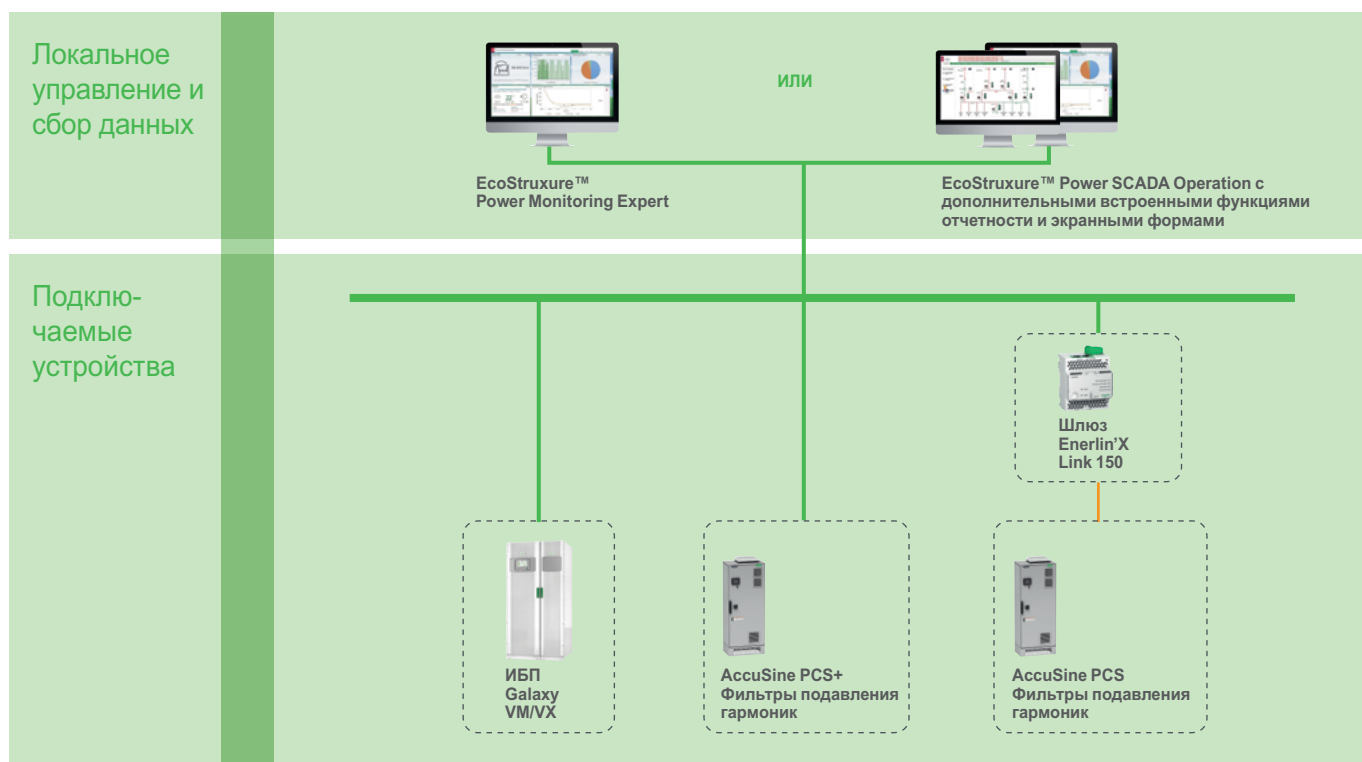 Локальное
управление и
сбор данных
или
EcoStruxure™
Power Monitoring Expert
EcoStruxure™ Power SCADA Operation с
дополнительными встроенными функциями
отчетности и экранными формами
Подклю-
чаемые
устройства
Шлюз
Enerlin’X
Link 150
ИБП
Galaxy
VM/VX
AccuSine PCS+
Фильтры подавления
гармоник
AccuSine PCS
Фильтры подавления
гармоник